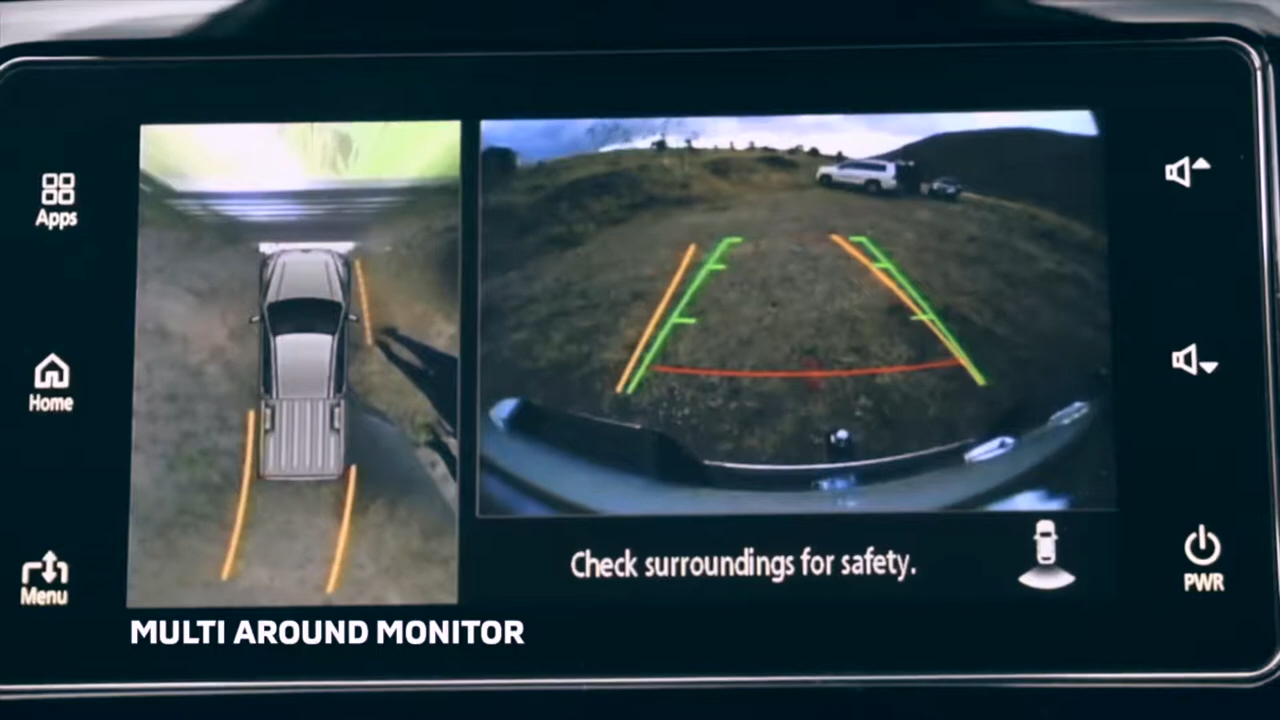 Apps
Home
Menu
Check surroundings for safety.
PWR
MULTI AROUND MONITOR